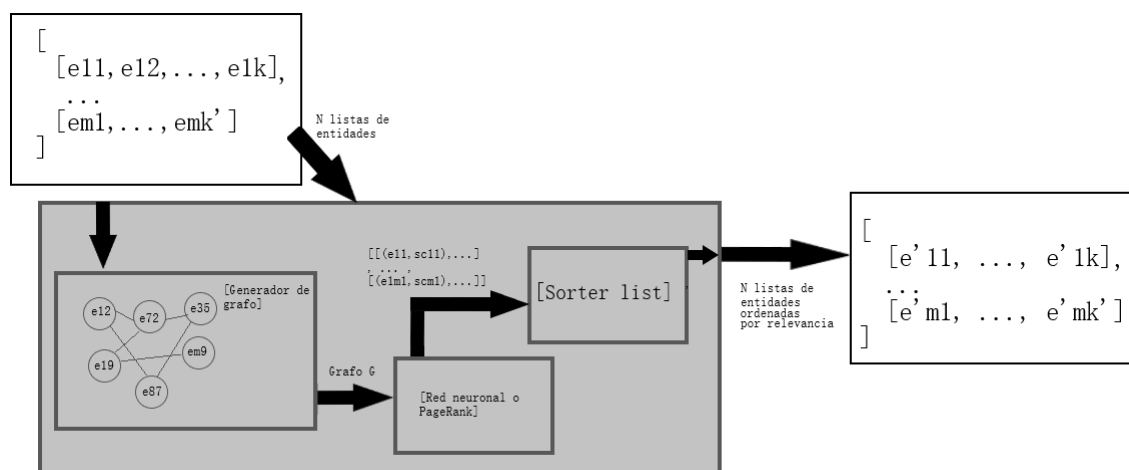 [
[e11, e12, ..., e1k],
...
[em1, ..., emk']
]
N listas de
entidades
[Generador de
grafo]
e12
e72
e35
e19
em9
e87
Grafo G
[Red neuronal o
PageRank]
[[(e11,sc11),...]
, ... ,
[(e1m1,scm1),...]]
[Sorter list]
N listas de
entidades
ordenadas
por relevancia
[
[e'11, ..., e'1k],
...
[e'm1, ..., e'mk']
]